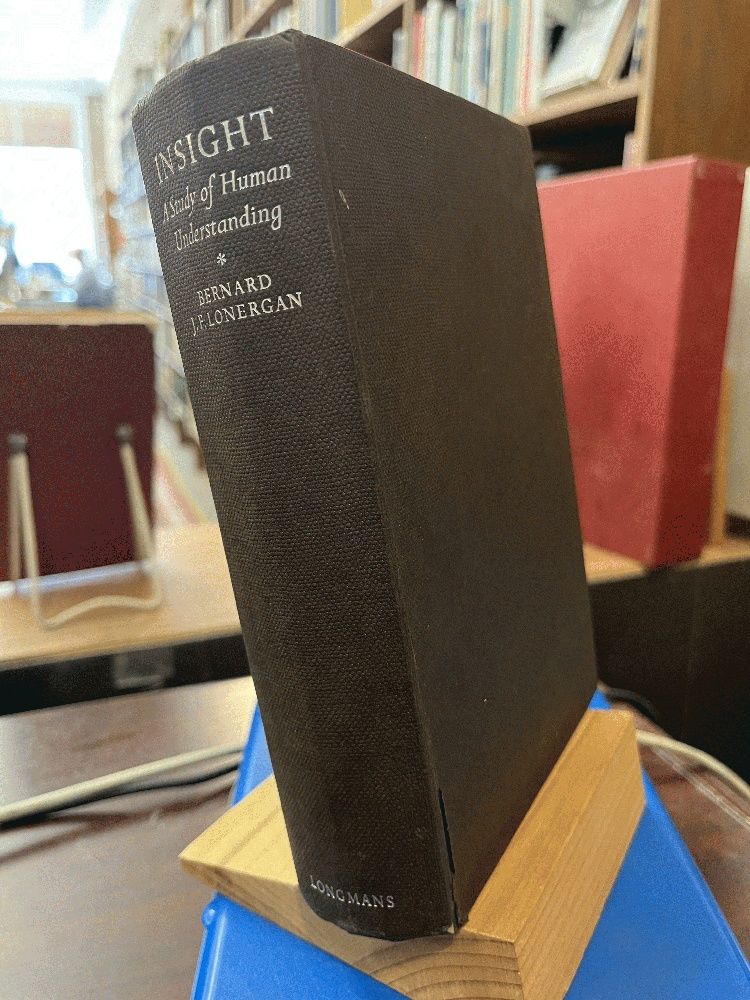 INSIGHT
A Study of Human
Understanding
*
BERNARD
J. F. LONERGAN
LONGMANS